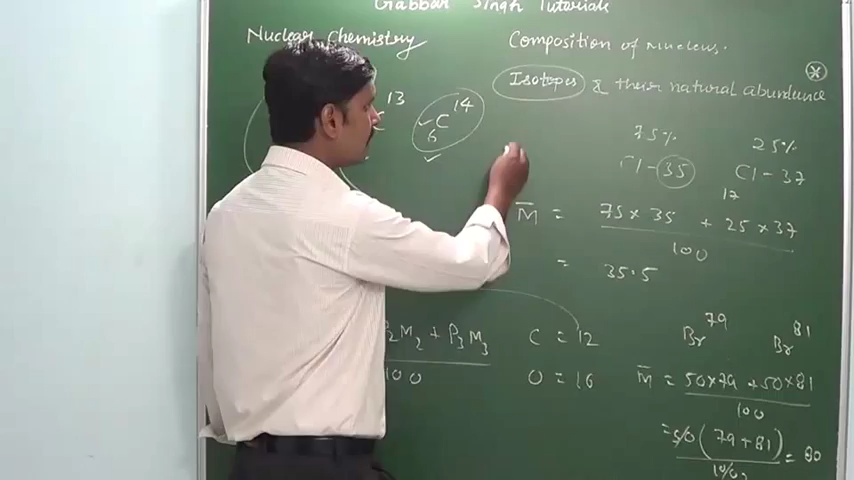 Gabbar Singh Tutorials
Nuclear Chemistry
Composition of Nucleus.
Isotopes & their natural abundance
C 13
6 C 14
75% 25%
Cl - 35 Cl - 37
17
M̅ = 75 × 35 + 25 × 37
100
= 35.5
P2M2 + P3M3
100
C = 12
O = 16
Br 79 Br 81
M̅ = 50×79 + 50×81
100
= 50 (79 + 81) = 80
100